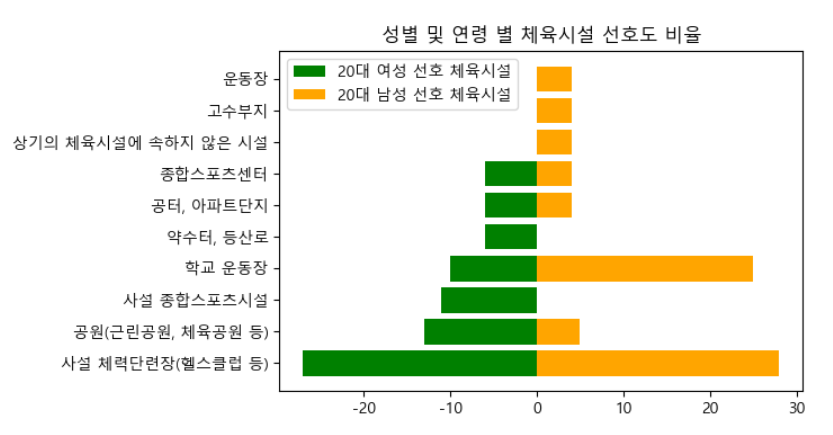 성별 및 연령 별 체육시설 선호도 비율
20대 여성 선호 체육시설
20대 남성 선호 체육시설
운동장
고수부지
상기의 체육시설에 속하지 않은 시설
종합스포츠센터
공터, 아파트단지
약수터, 등산로
학교 운동장
사설 종합스포츠시설
공원(근린공원, 체육공원 등)
사설 체력단련장(헬스클럽 등)
-20 -10 0 10 20 30